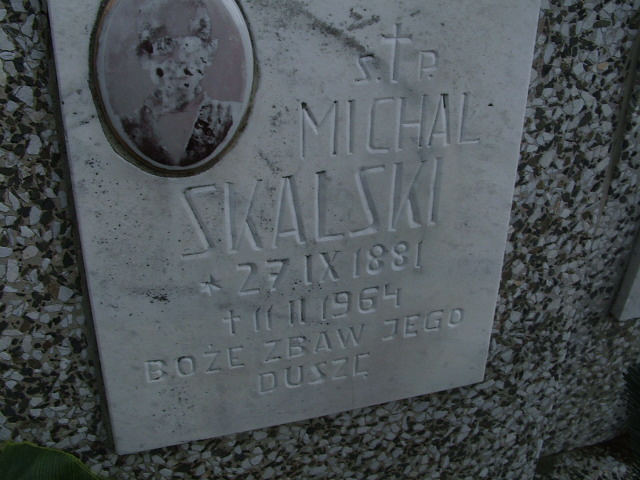 Ś†P.
MICHAŁ
SKALSKI
* 27 IX 1881
† 11 II 1964
BOŻE ZBAW JEGO
DUSZĘ